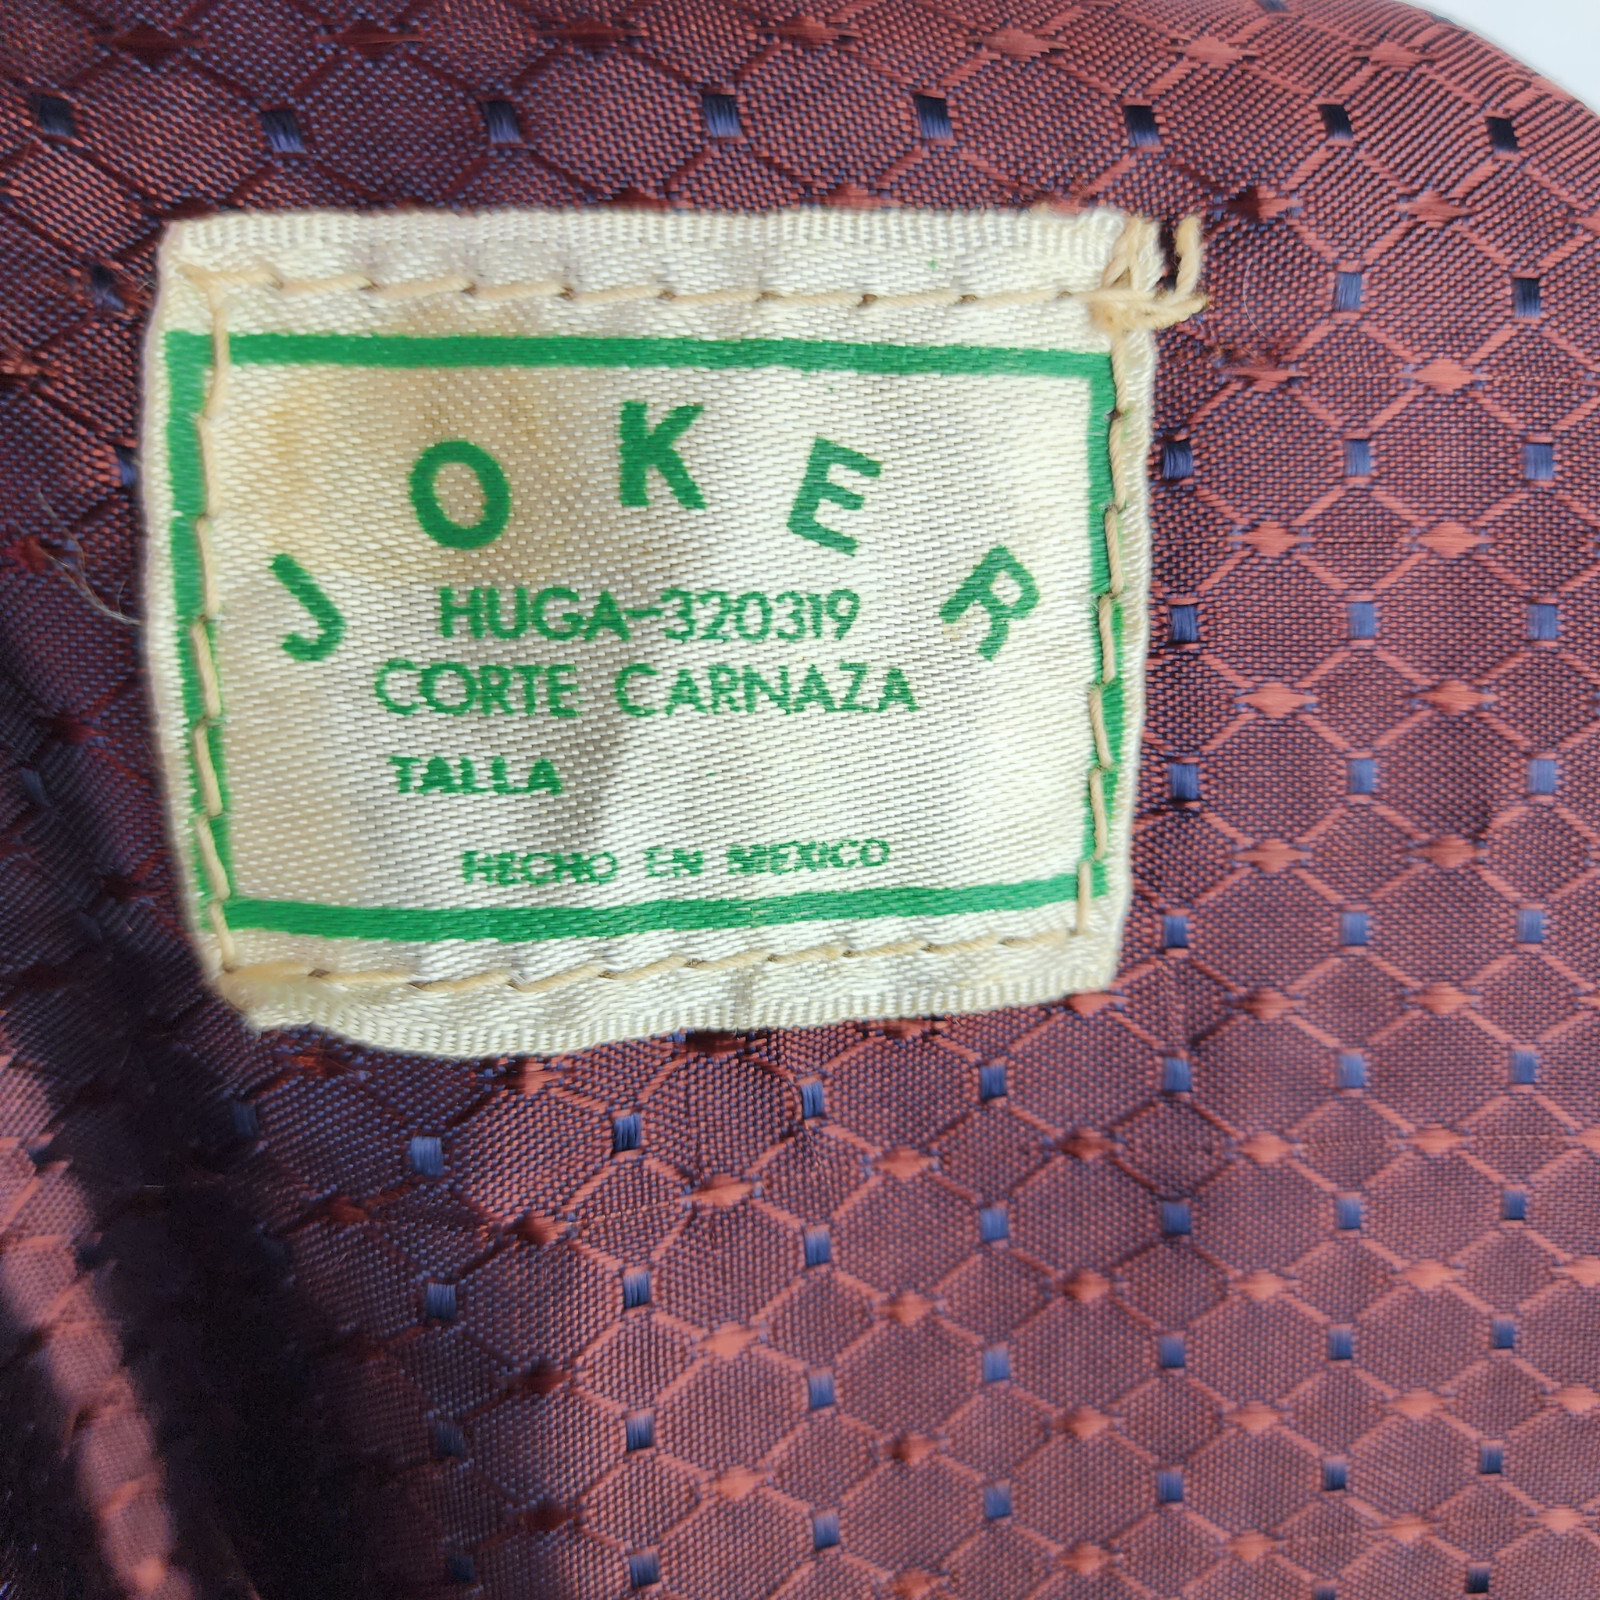 JOKER
HUGA-320319
CORTE CARNAZA
TALLA
HECHO EN MEXICO